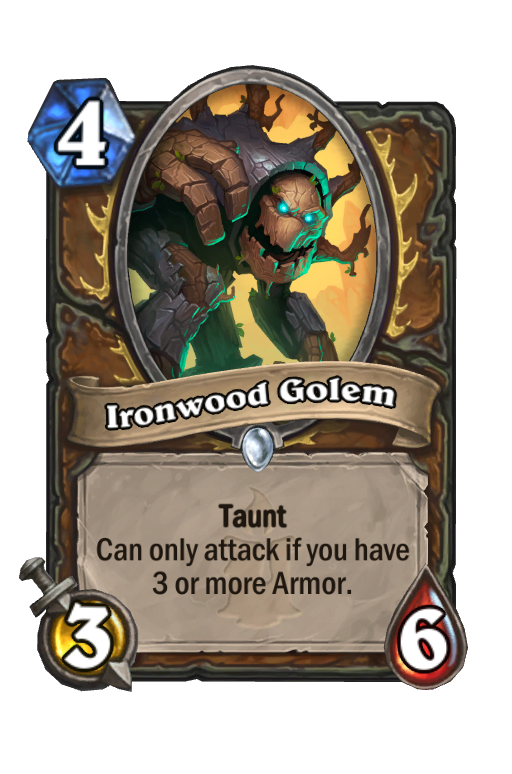 4
Ironwood Golem
Taunt
Can only attack if you have
3 or more Armor.
3
6